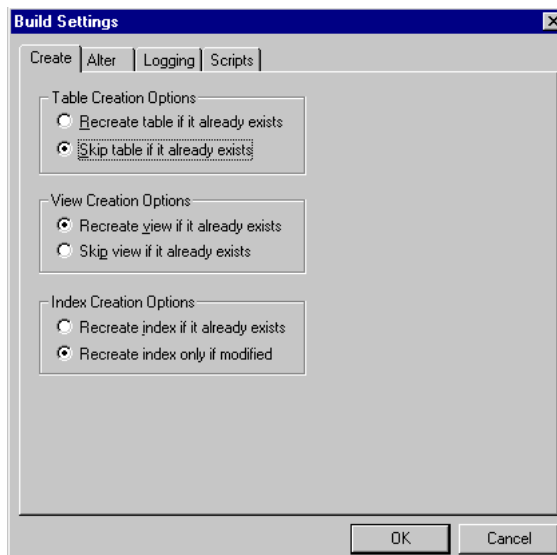 Build Settings
Create Alter Logging Scripts
Table Creation Options
Recreate table if it already exists
Skip table if it already exists
View Creation Options
Recreate view if it already exists
Skip view if it already exists
Index Creation Options
Recreate index if it already exists
Recreate index only if modified
OK Cancel